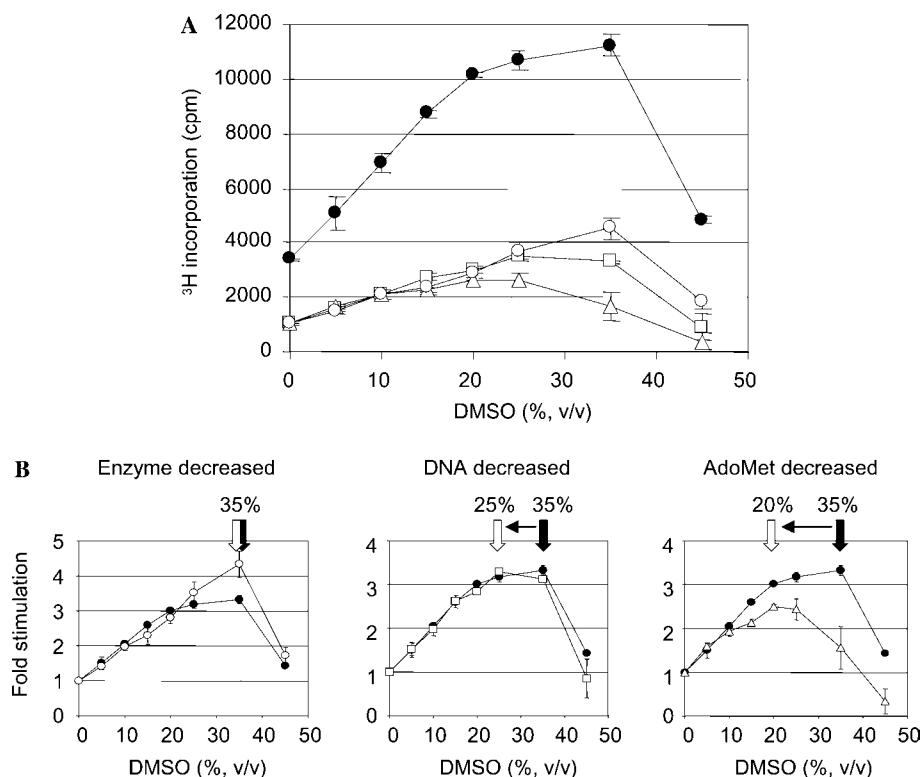 A
12000
10000
8000
6000
4000
2000
0
³H incorporation (cpm)
0 10 20 30 40 50
DMSO (%, v/v)
B
Enzyme decreased
35%
5
4
3
2
1
0
Fold stimulation
0 10 20 30 40 50
DMSO (%, v/v)
DNA decreased
25% 35%
4
3
2
1
0
0 10 20 30 40 50
DMSO (%, v/v)
AdoMet decreased
20% 35%
4
3
2
1
0
0 10 20 30 40 50
DMSO (%, v/v)